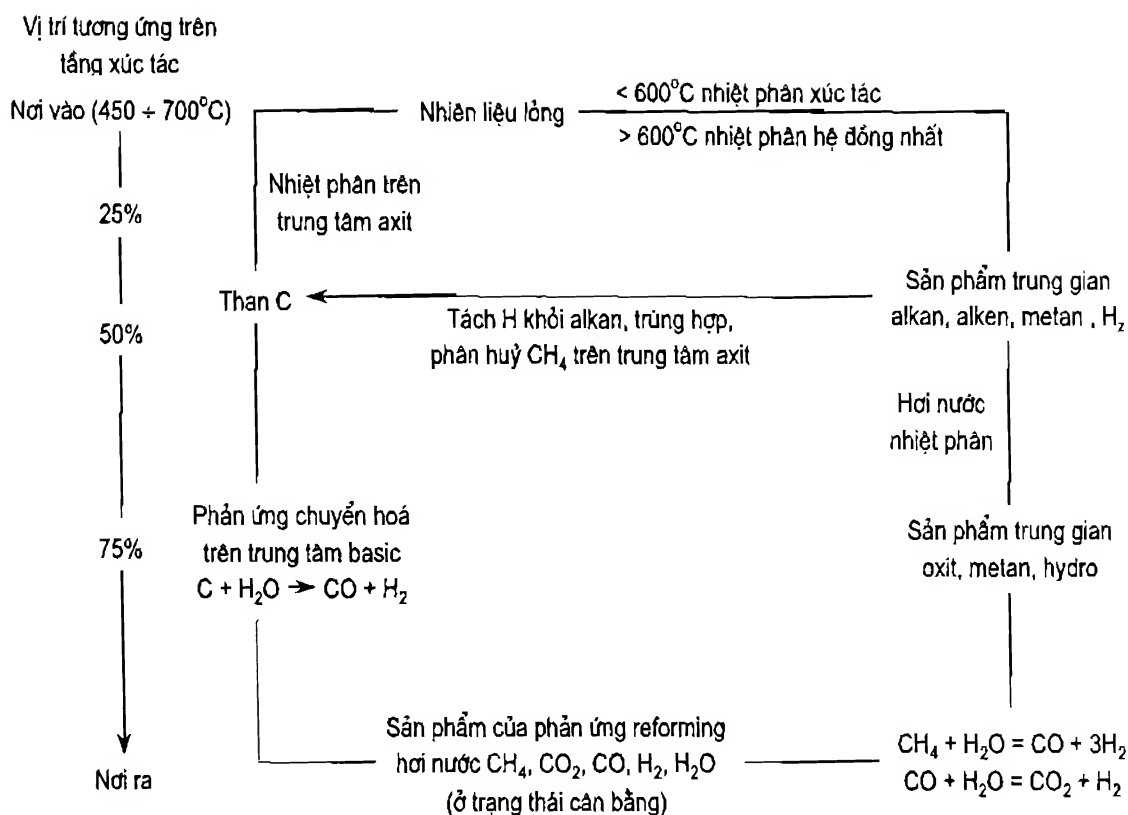 Vị trí tương ứng trên
tầng xúc tác
Nơi vào (450 ÷ 700°C)
25%
50%
75%
Nơi ra
Nhiên liệu lỏng
< 600°C nhiệt phân xúc tác
> 600°C nhiệt phân hệ đồng nhất
Nhiệt phân trên
trung tâm axit
Than C
Tách H khỏi alkan, trùng hợp,
phân huỷ CH₄ trên trung tâm axit
Sản phẩm trung gian
alkan, alken, metan , H₂
Hơi nước
nhiệt phân
Phản ứng chuyển hoá
trên trung tâm basic
C + H₂O → CO + H₂
Sản phẩm trung gian
oxit, metan, hydro
Sản phẩm của phản ứng reforming
hơi nước CH₄, CO₂, CO, H₂, H₂O
(ở trạng thái cân bằng)
CH₄ + H₂O = CO + 3H₂
CO + H₂O = CO₂ + H₂